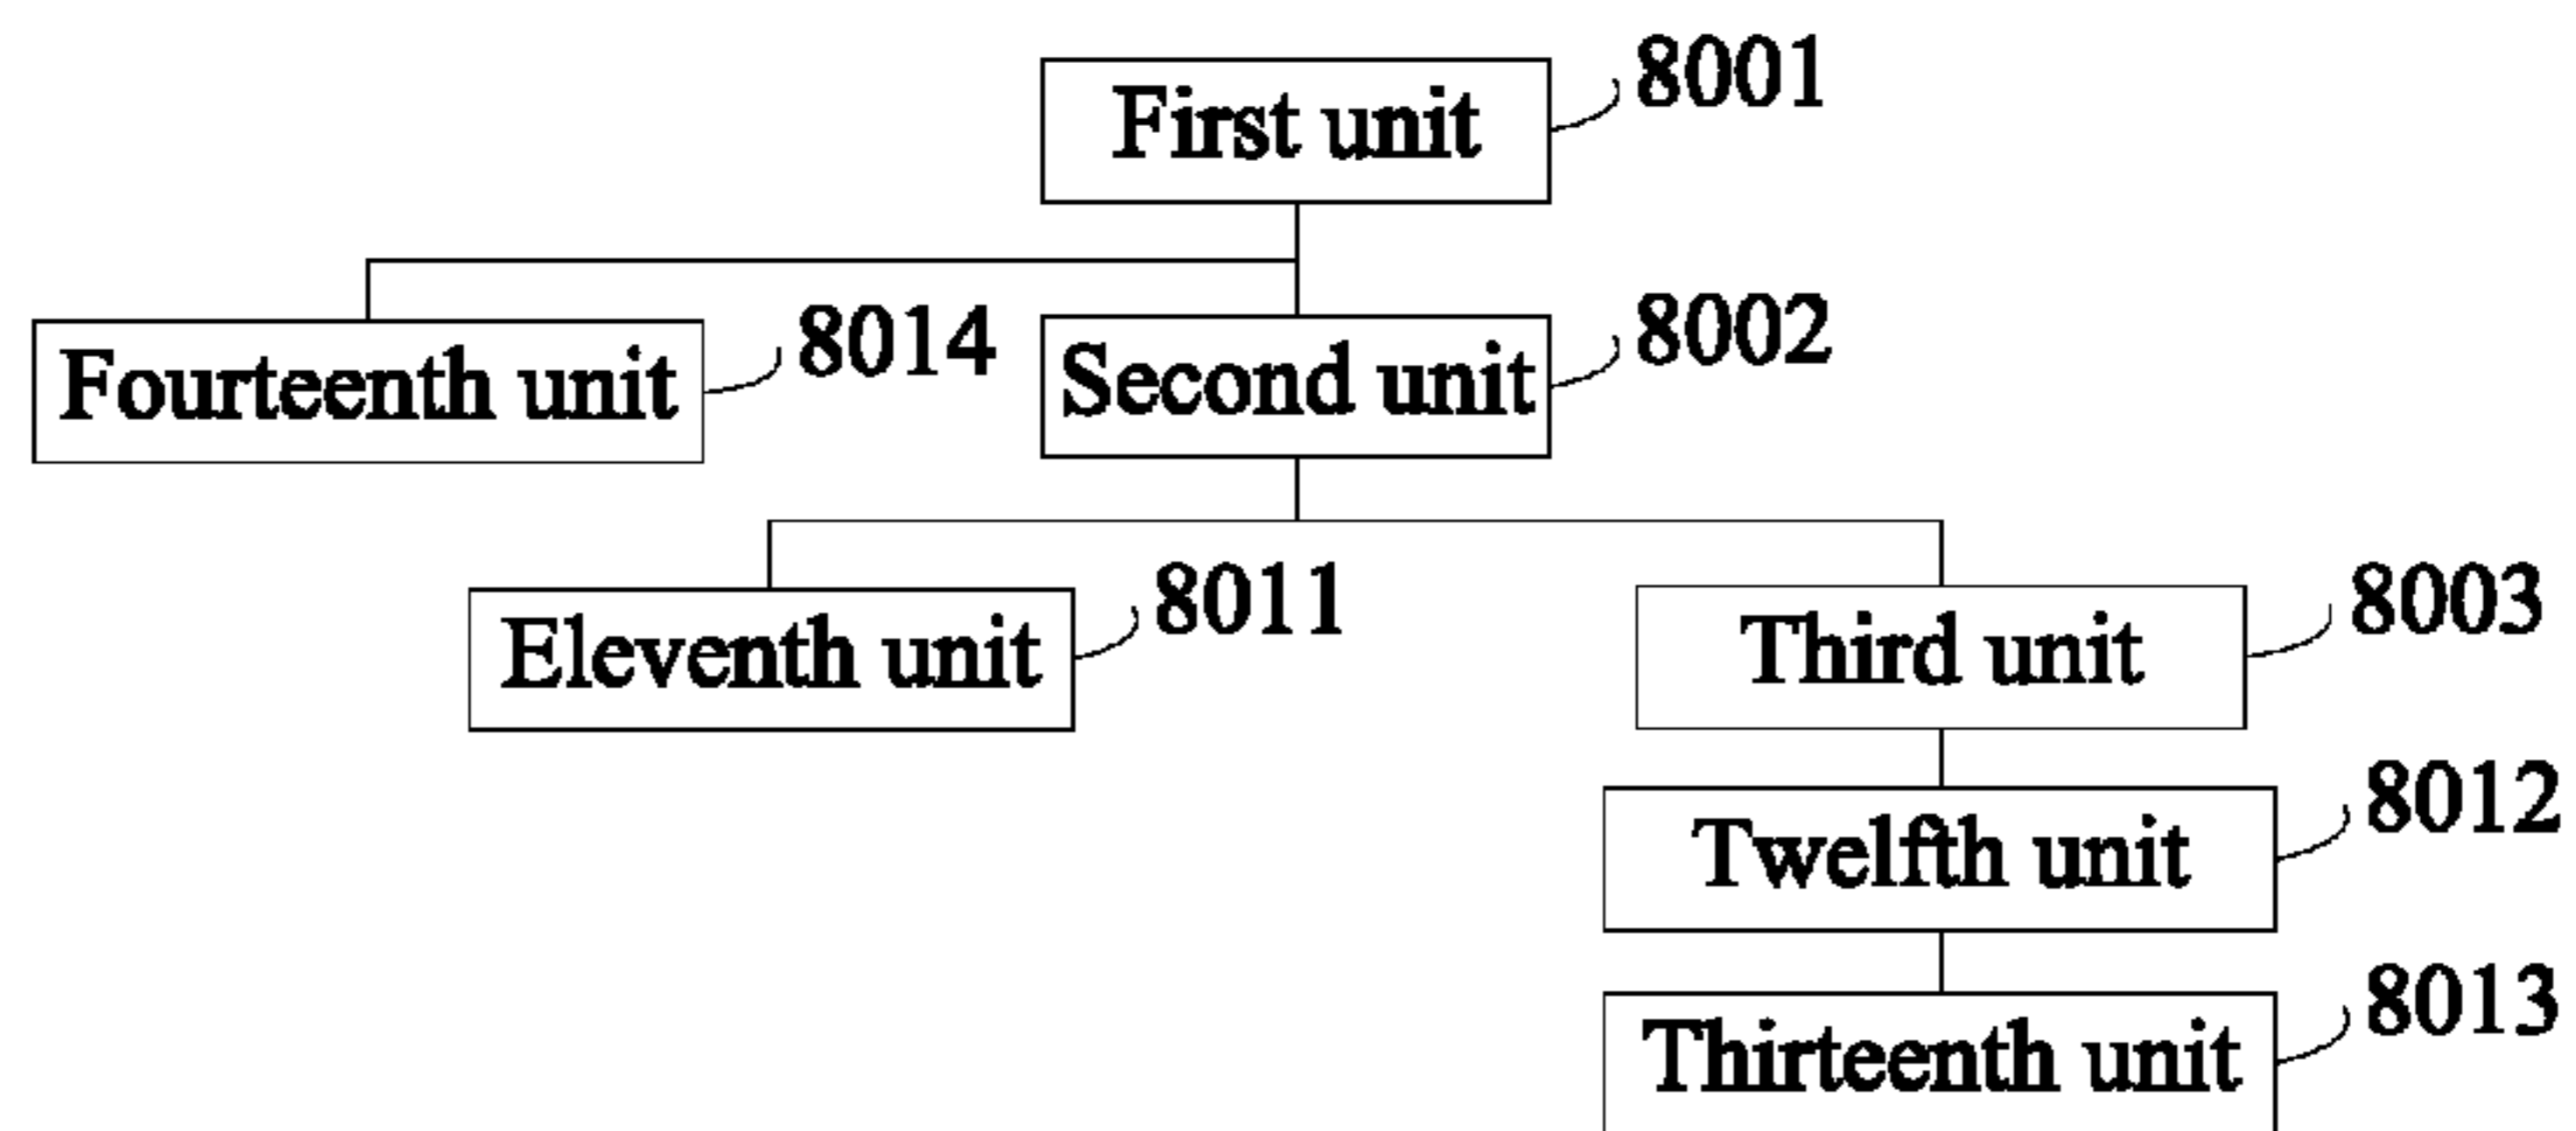 First unit
8001
Fourteenth unit
8014
Second unit
8002
Eleventh unit
8011
Third unit
8003
Twelfth unit
8012
Thirteenth unit
8013